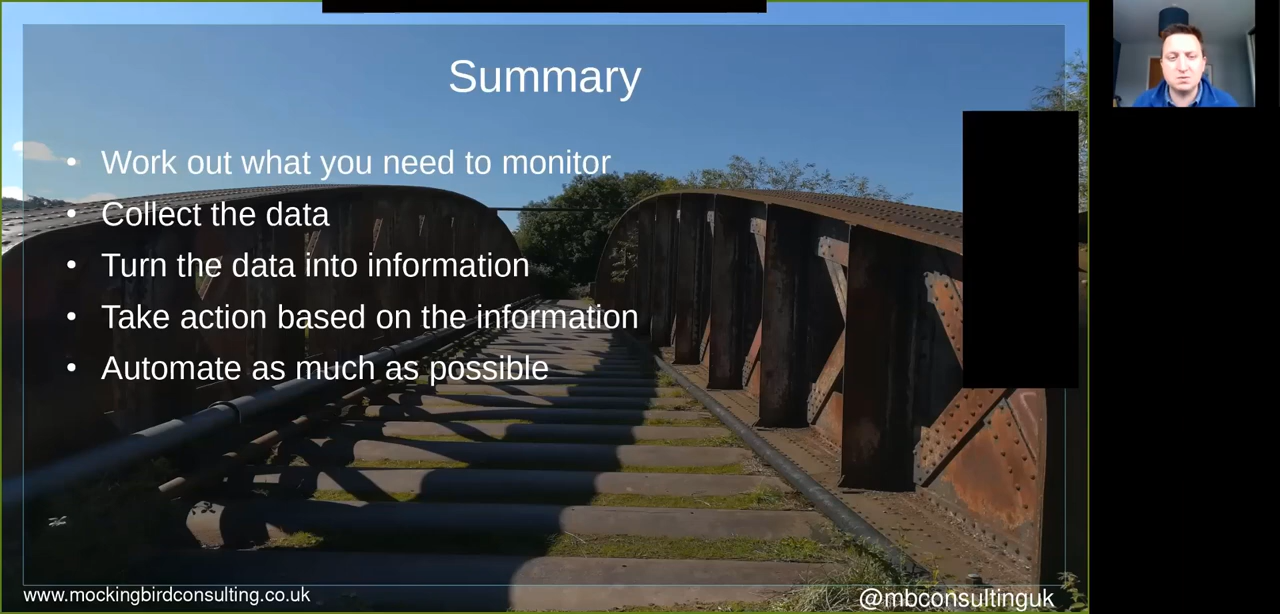 Summary
• Work out what you need to monitor
• Collect the data
• Turn the data into information
• Take action based on the information
• Automate as much as possible
www.mockingbirdconsulting.co.uk
@mbconsultinguk